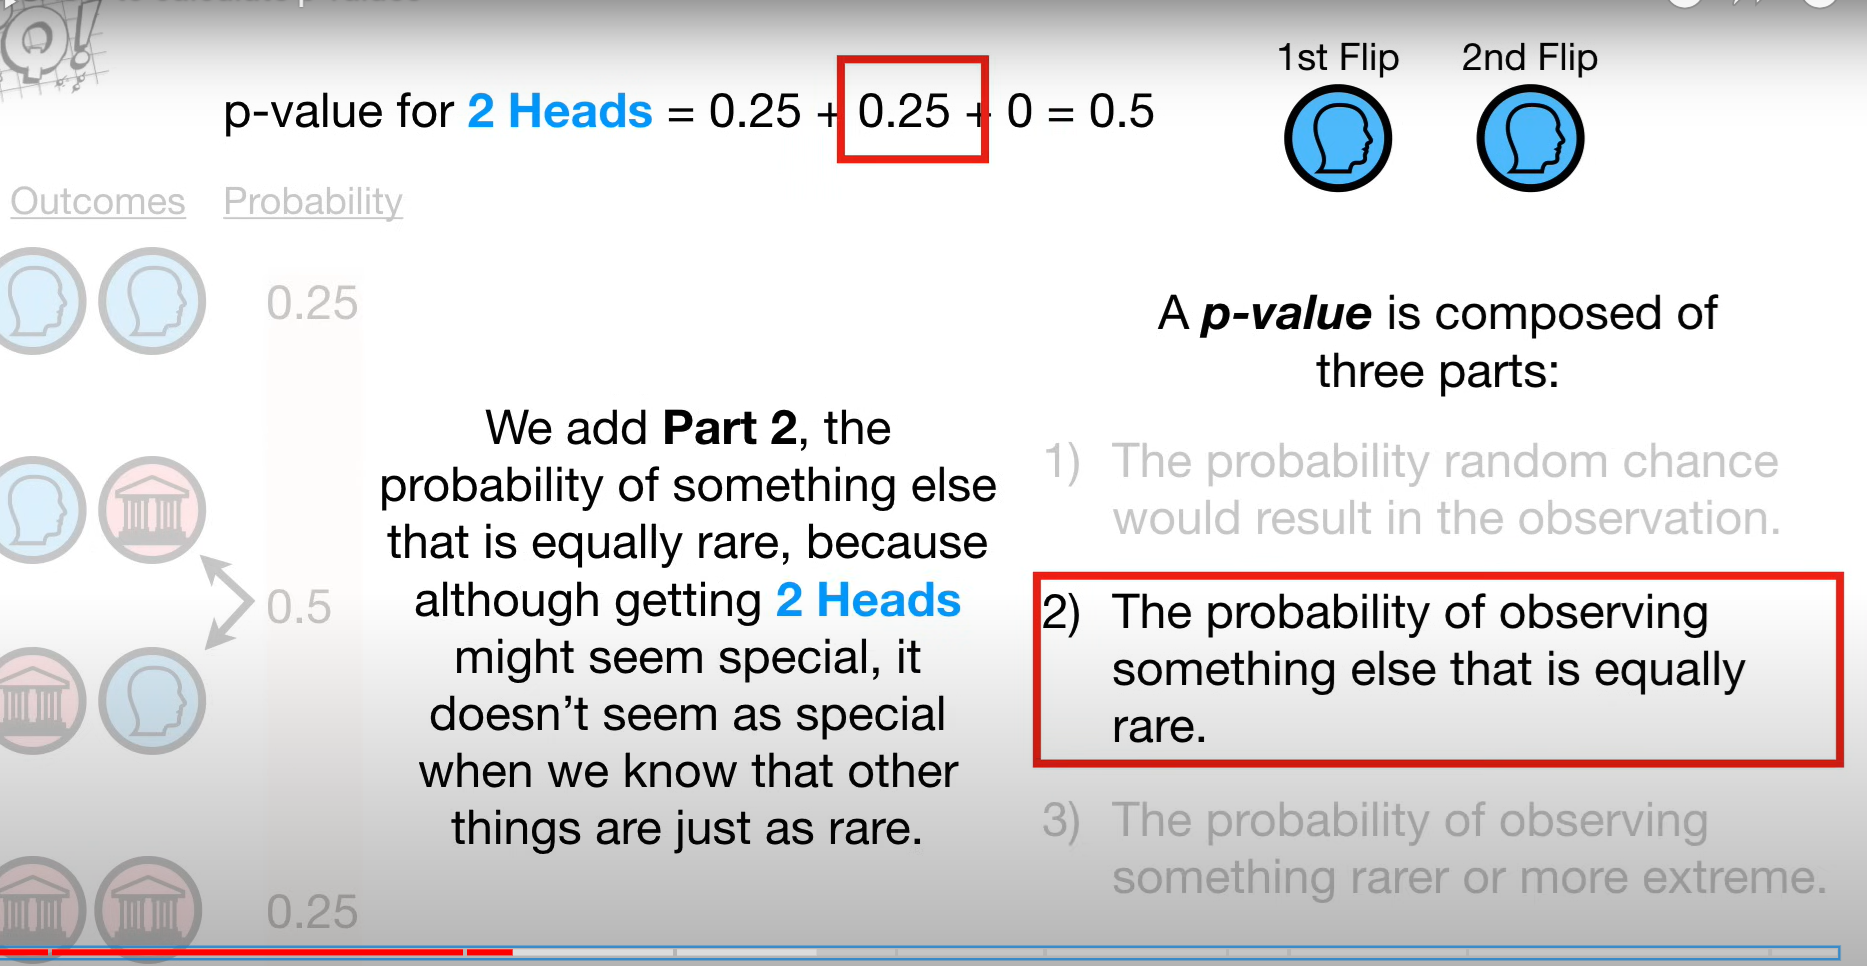 to calculate p-values
Q!
p-value for 2 Heads = 0.25 + 0.25 + 0 = 0.5
1st Flip 2nd Flip
Outcomes Probability
0.25
A p-value is composed of
three parts:
We add Part 2, the
probability of something else
that is equally rare, because
although getting 2 Heads
might seem special, it
doesn’t seem as special
when we know that other
things are just as rare.
1) The probability random chance
would result in the observation.
0.5
2) The probability of observing
something else that is equally
rare.
3) The probability of observing
something rarer or more extreme.
0.25